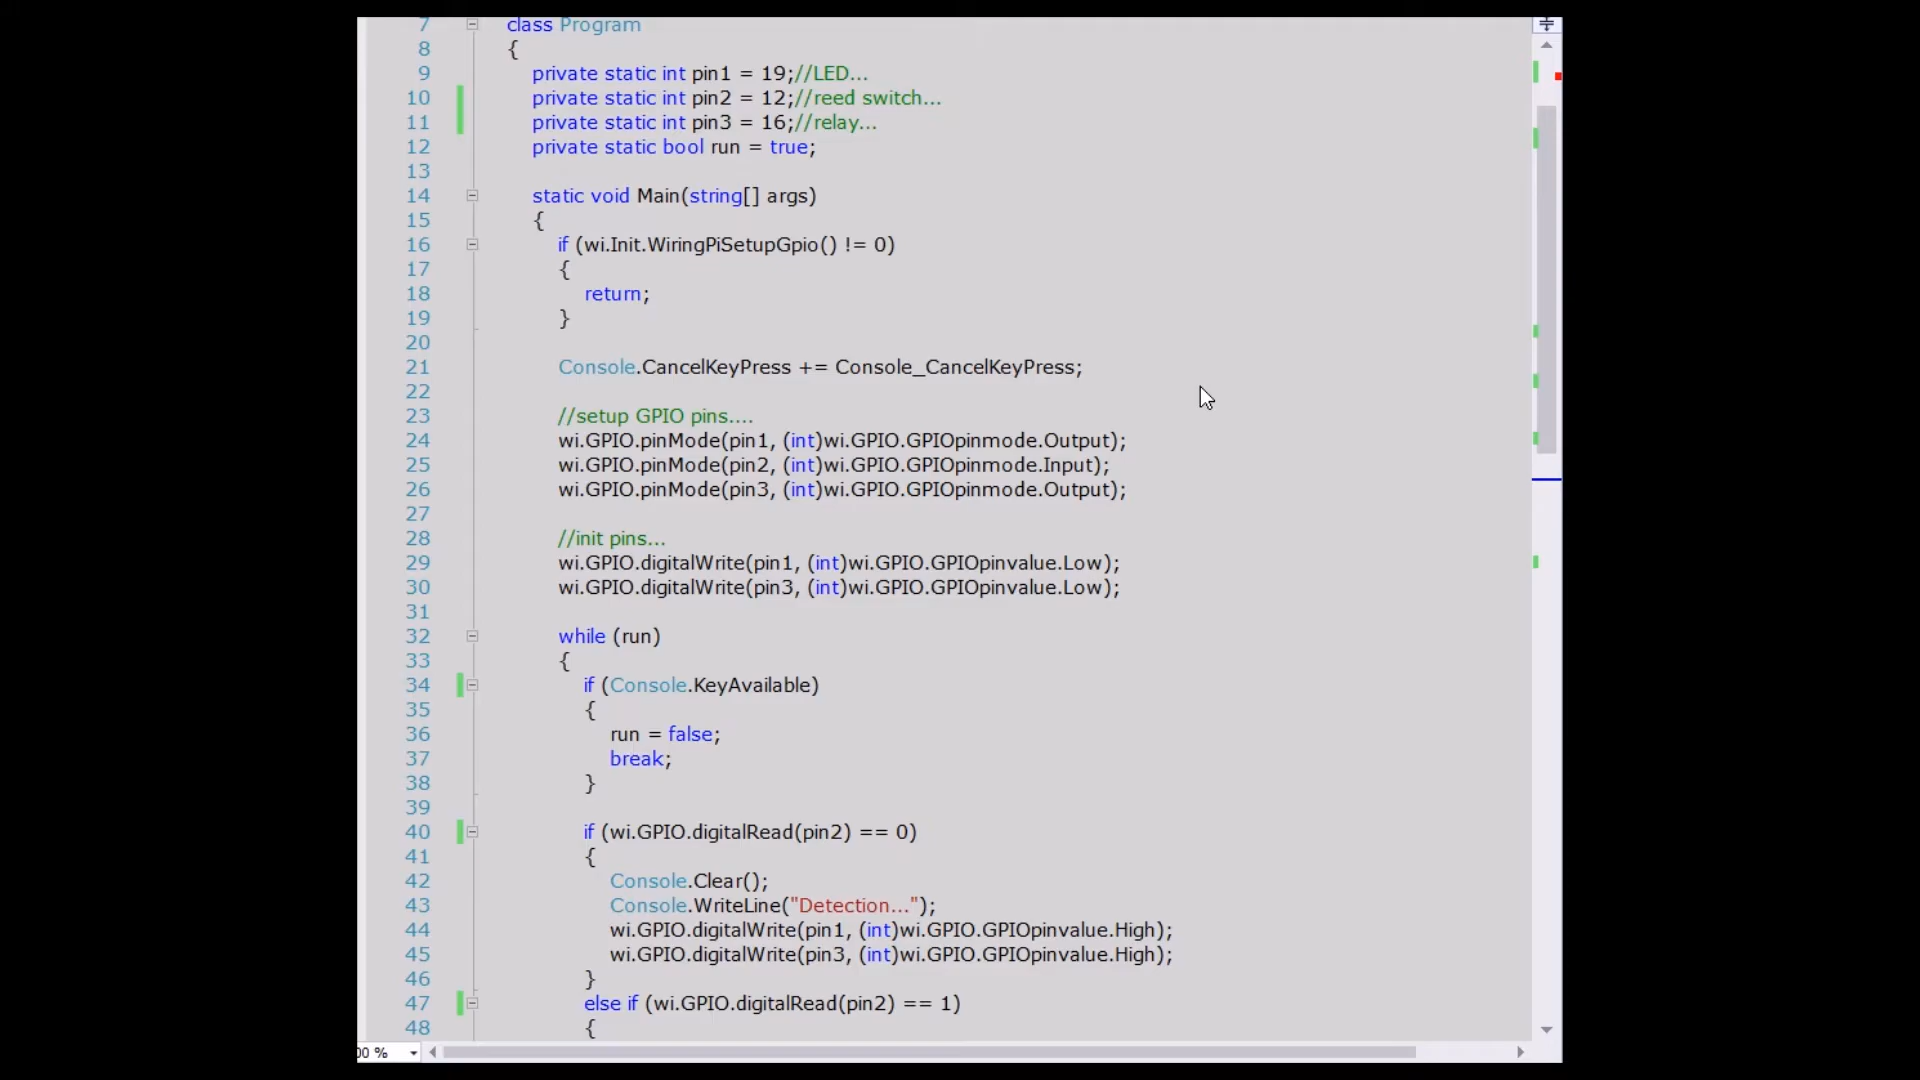 7 class Program
8 {
9 private static int pin1 = 19;//LED...
10 private static int pin2 = 12;//reed switch...
11 private static int pin3 = 16;//relay...
12 private static bool run = true;
13
14 static void Main(string[] args)
15 {
16 if (wi.Init.WiringPiSetupGpio() != 0)
17 {
18 return;
19 }
20
21 Console.CancelKeyPress += Console_CancelKeyPress;
22
23 //setup GPIO pins....
24 wi.GPIO.pinMode(pin1, (int)wi.GPIO.GPIOpinmode.Output);
25 wi.GPIO.pinMode(pin2, (int)wi.GPIO.GPIOpinmode.Input);
26 wi.GPIO.pinMode(pin3, (int)wi.GPIO.GPIOpinmode.Output);
27
28 //init pins...
29 wi.GPIO.digitalWrite(pin1, (int)wi.GPIO.GPIOpinvalue.Low);
30 wi.GPIO.digitalWrite(pin3, (int)wi.GPIO.GPIOpinvalue.Low);
31
32 while (run)
33 {
34 if (Console.KeyAvailable)
35 {
36 run = false;
37 break;
38 }
39
40 if (wi.GPIO.digitalRead(pin2) == 0)
41 {
42 Console.Clear();
43 Console.WriteLine("Detection...");
44 wi.GPIO.digitalWrite(pin1, (int)wi.GPIO.GPIOpinvalue.High);
45 wi.GPIO.digitalWrite(pin3, (int)wi.GPIO.GPIOpinvalue.High);
46 }
47 else if (wi.GPIO.digitalRead(pin2) == 1)
48 {
00 %